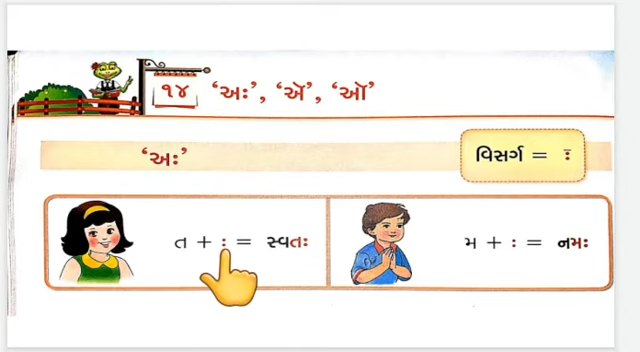 ૧૪ ‘અઃ’, ‘ઍ’, ‘ઑ’
‘અઃ’
વિસર્ગ = ઃ
ત + ઃ = સ્વતઃ
મ + ઃ = નમઃ